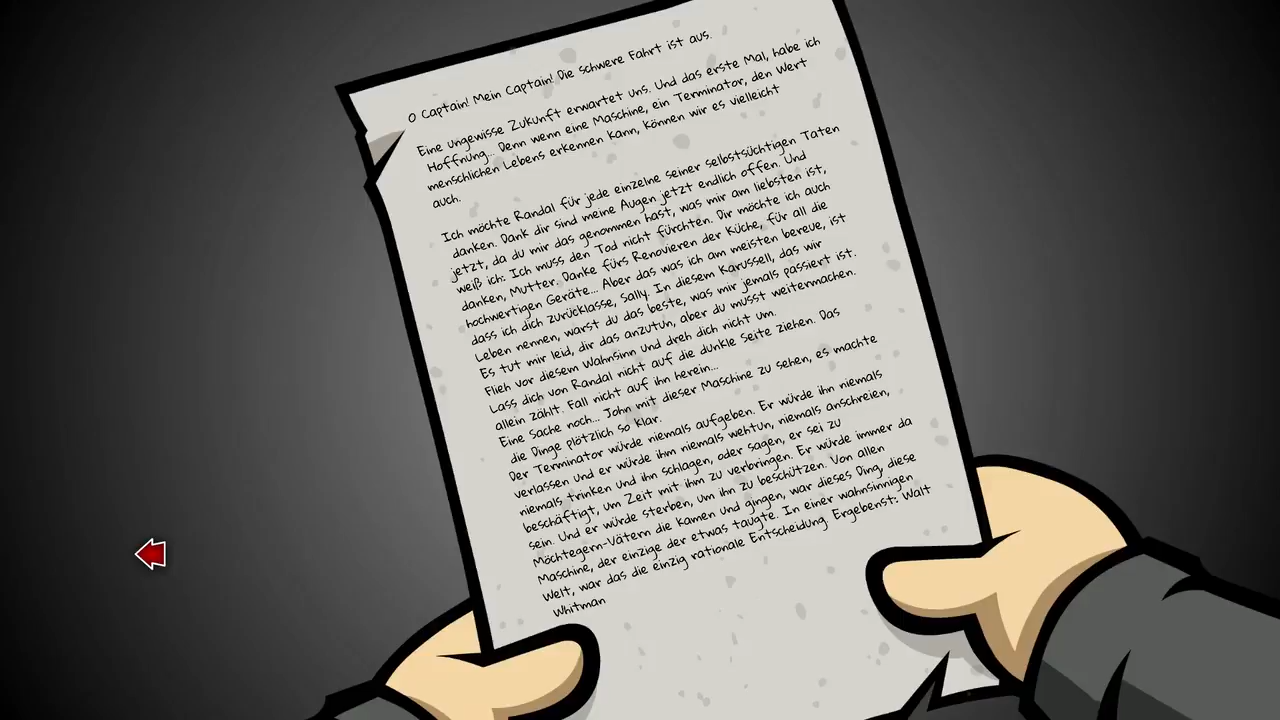 O Captain! Mein Captain! Die schwere Fahrt ist aus.
Eine ungewisse Zukunft erwartet uns. Und das erste Mal, habe ich
Hoffnung... Denn wenn eine Maschine, ein Terminator, den Wert
menschlichen Lebens erkennen kann, können wir es vielleicht
auch.
Ich möchte Randal für jede einzelne seiner selbstsüchtigen Taten
danken. Dank dir sind meine Augen jetzt endlich offen. Und
jetzt, da du mir das genommen hast, was mir am liebsten ist,
weiß ich: Ich muss den Tod nicht fürchten. Dir möchte ich auch
danken, Mutter. Danke fürs Renovieren der Küche, für all die
hochwertigen Geräte... Aber das was ich am meisten bereue, ist
dass ich dich zurücklasse, Sally. In diesem Karussell, das wir
Leben nennen, warst du das beste, was mir jemals passiert ist.
Es tut mir leid, dir das anzutun, aber du musst weitermachen.
Flieh vor diesem Wahnsinn und dreh dich nicht um.
Lass dich von Randal nicht auf die dunkle Seite ziehen. Das
allein zählt. Fall nicht auf ihn herein...
Eine Sache noch... John mit dieser Maschine zu sehen, es machte
die Dinge plötzlich so klar.
Der Terminator würde niemals aufgeben. Er würde ihn niemals
verlassen und er würde ihm niemals wehtun, niemals anschreien,
niemals trinken und ihn schlagen, oder sagen, er sei zu
beschäftigt, um Zeit mit ihm zu verbringen. Er würde immer da
sein. Und er würde sterben, um ihn zu beschützen. Von allen
Möchtegern-Vätern die kamen und gingen, war dieses Ding, diese
Maschine, der einzige der etwas taugte. In einer wahnsinnigen
Welt, war das die einzig rationale Entscheidung Ergebenst: Walt
Whitman